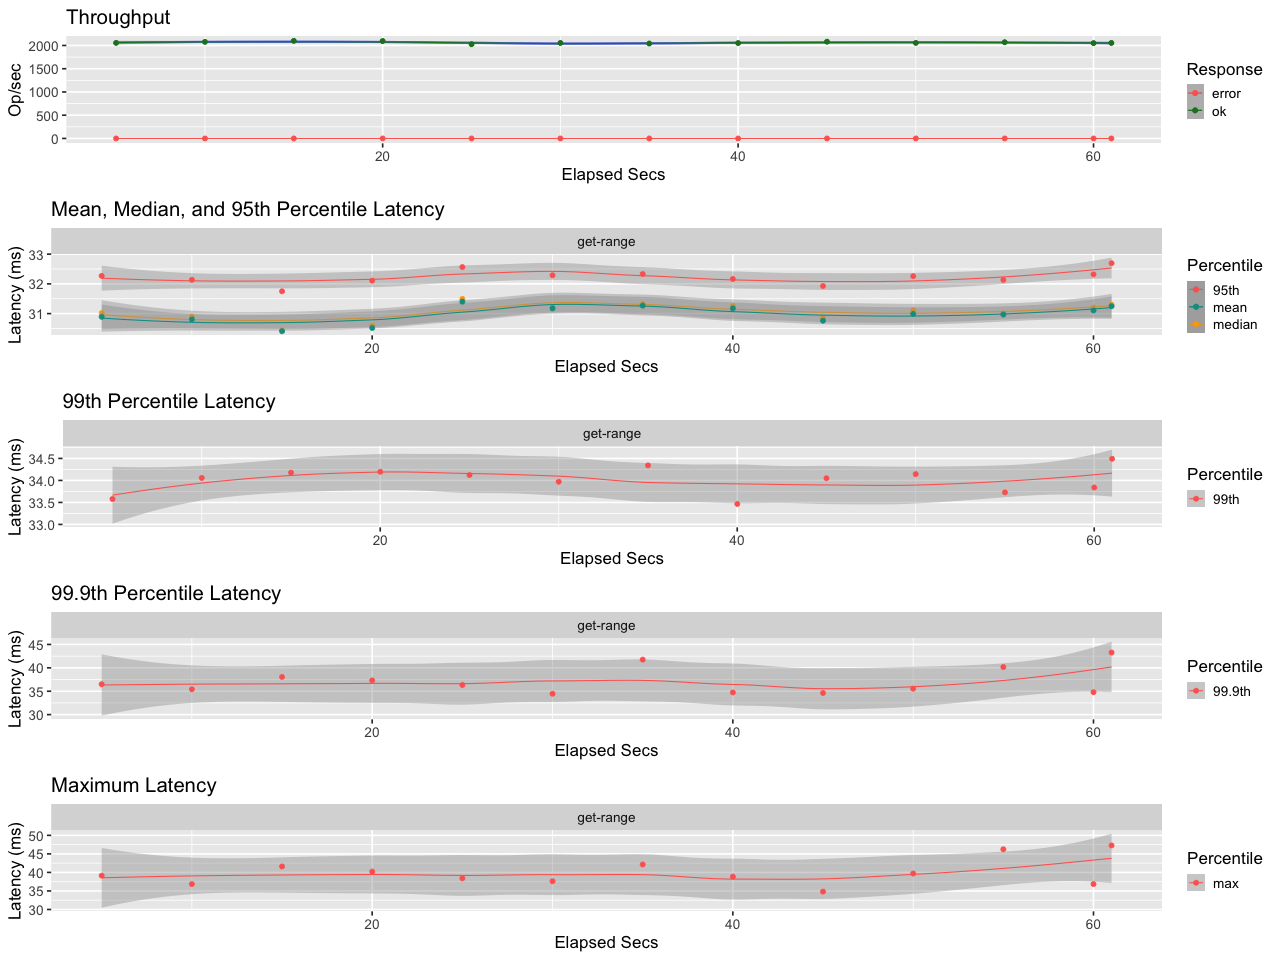 Throughput
Op/sec
2000
1500
1000
500
0
20 40 60
Elapsed Secs
Response
error
ok
Mean, Median, and 95th Percentile Latency
get-range
Latency (ms)
33
32
31
20 40 60
Elapsed Secs
Percentile
95th
mean
median
99th Percentile Latency
get-range
Latency (ms)
34.5
34.0
33.5
33.0
20 40 60
Elapsed Secs
Percentile
99th
99.9th Percentile Latency
get-range
Latency (ms)
45
40
35
30
20 40 60
Elapsed Secs
Percentile
99.9th
Maximum Latency
get-range
Latency (ms)
50
45
40
35
30
20 40 60
Elapsed Secs
Percentile
max